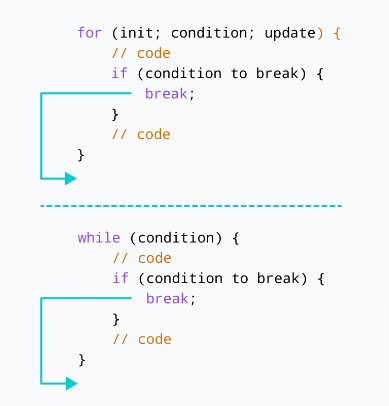 for (init; condition; update) {
// code
if (condition to break) {
break;
}
// code
}
while (condition) {
// code
if (condition to break) {
break;
}
// code
}